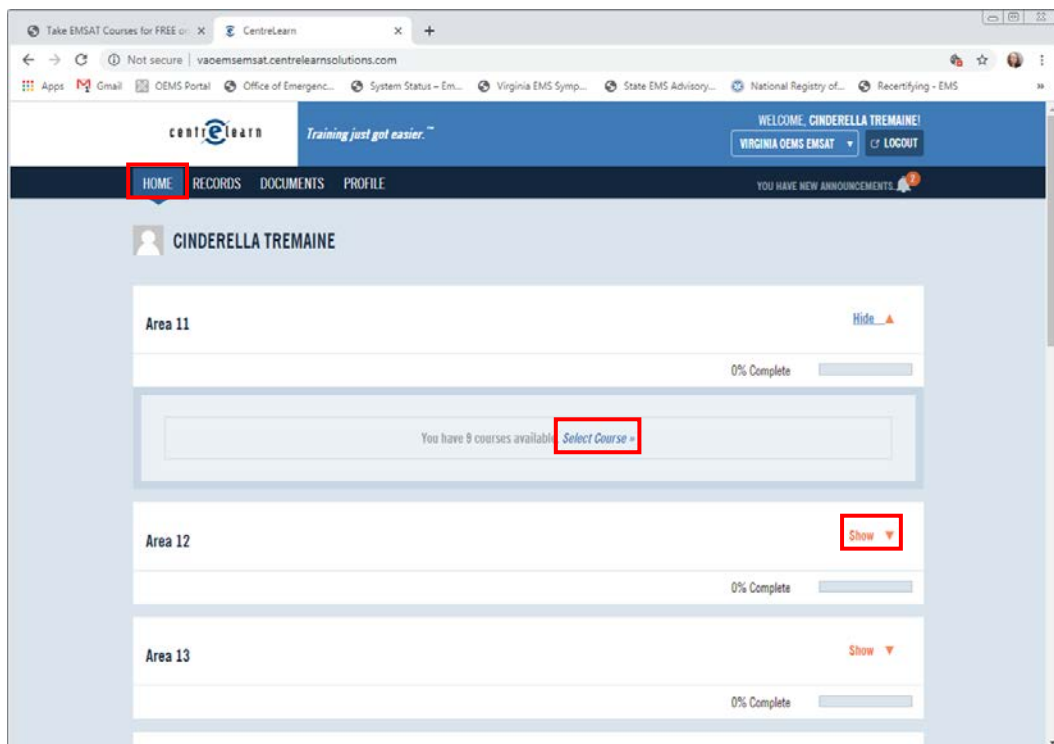 Take EMSAT Courses for FREE or X CentreLearn X +
Not secure | vaoemsemsat.centrelearnsolutions.com
Apps Gmail OEMS Portal Office of Emergenc... System Status – Em... Virginia EMS Symp... State EMS Advisory... National Registry of... Recertifying - EMS »
centrelearn Training just got easier.™ WELCOME, CINDERELLA TREMAINE!
VIRGINIA OEMS EMSAT LOGOUT
HOME RECORDS DOCUMENTS PROFILE YOU HAVE NEW ANNOUNCEMENTS 2
CINDERELLA TREMAINE
Area 11 Hide
0% Complete
You have 9 courses available Select Course »
Area 12 Show
0% Complete
Area 13 Show
0% Complete